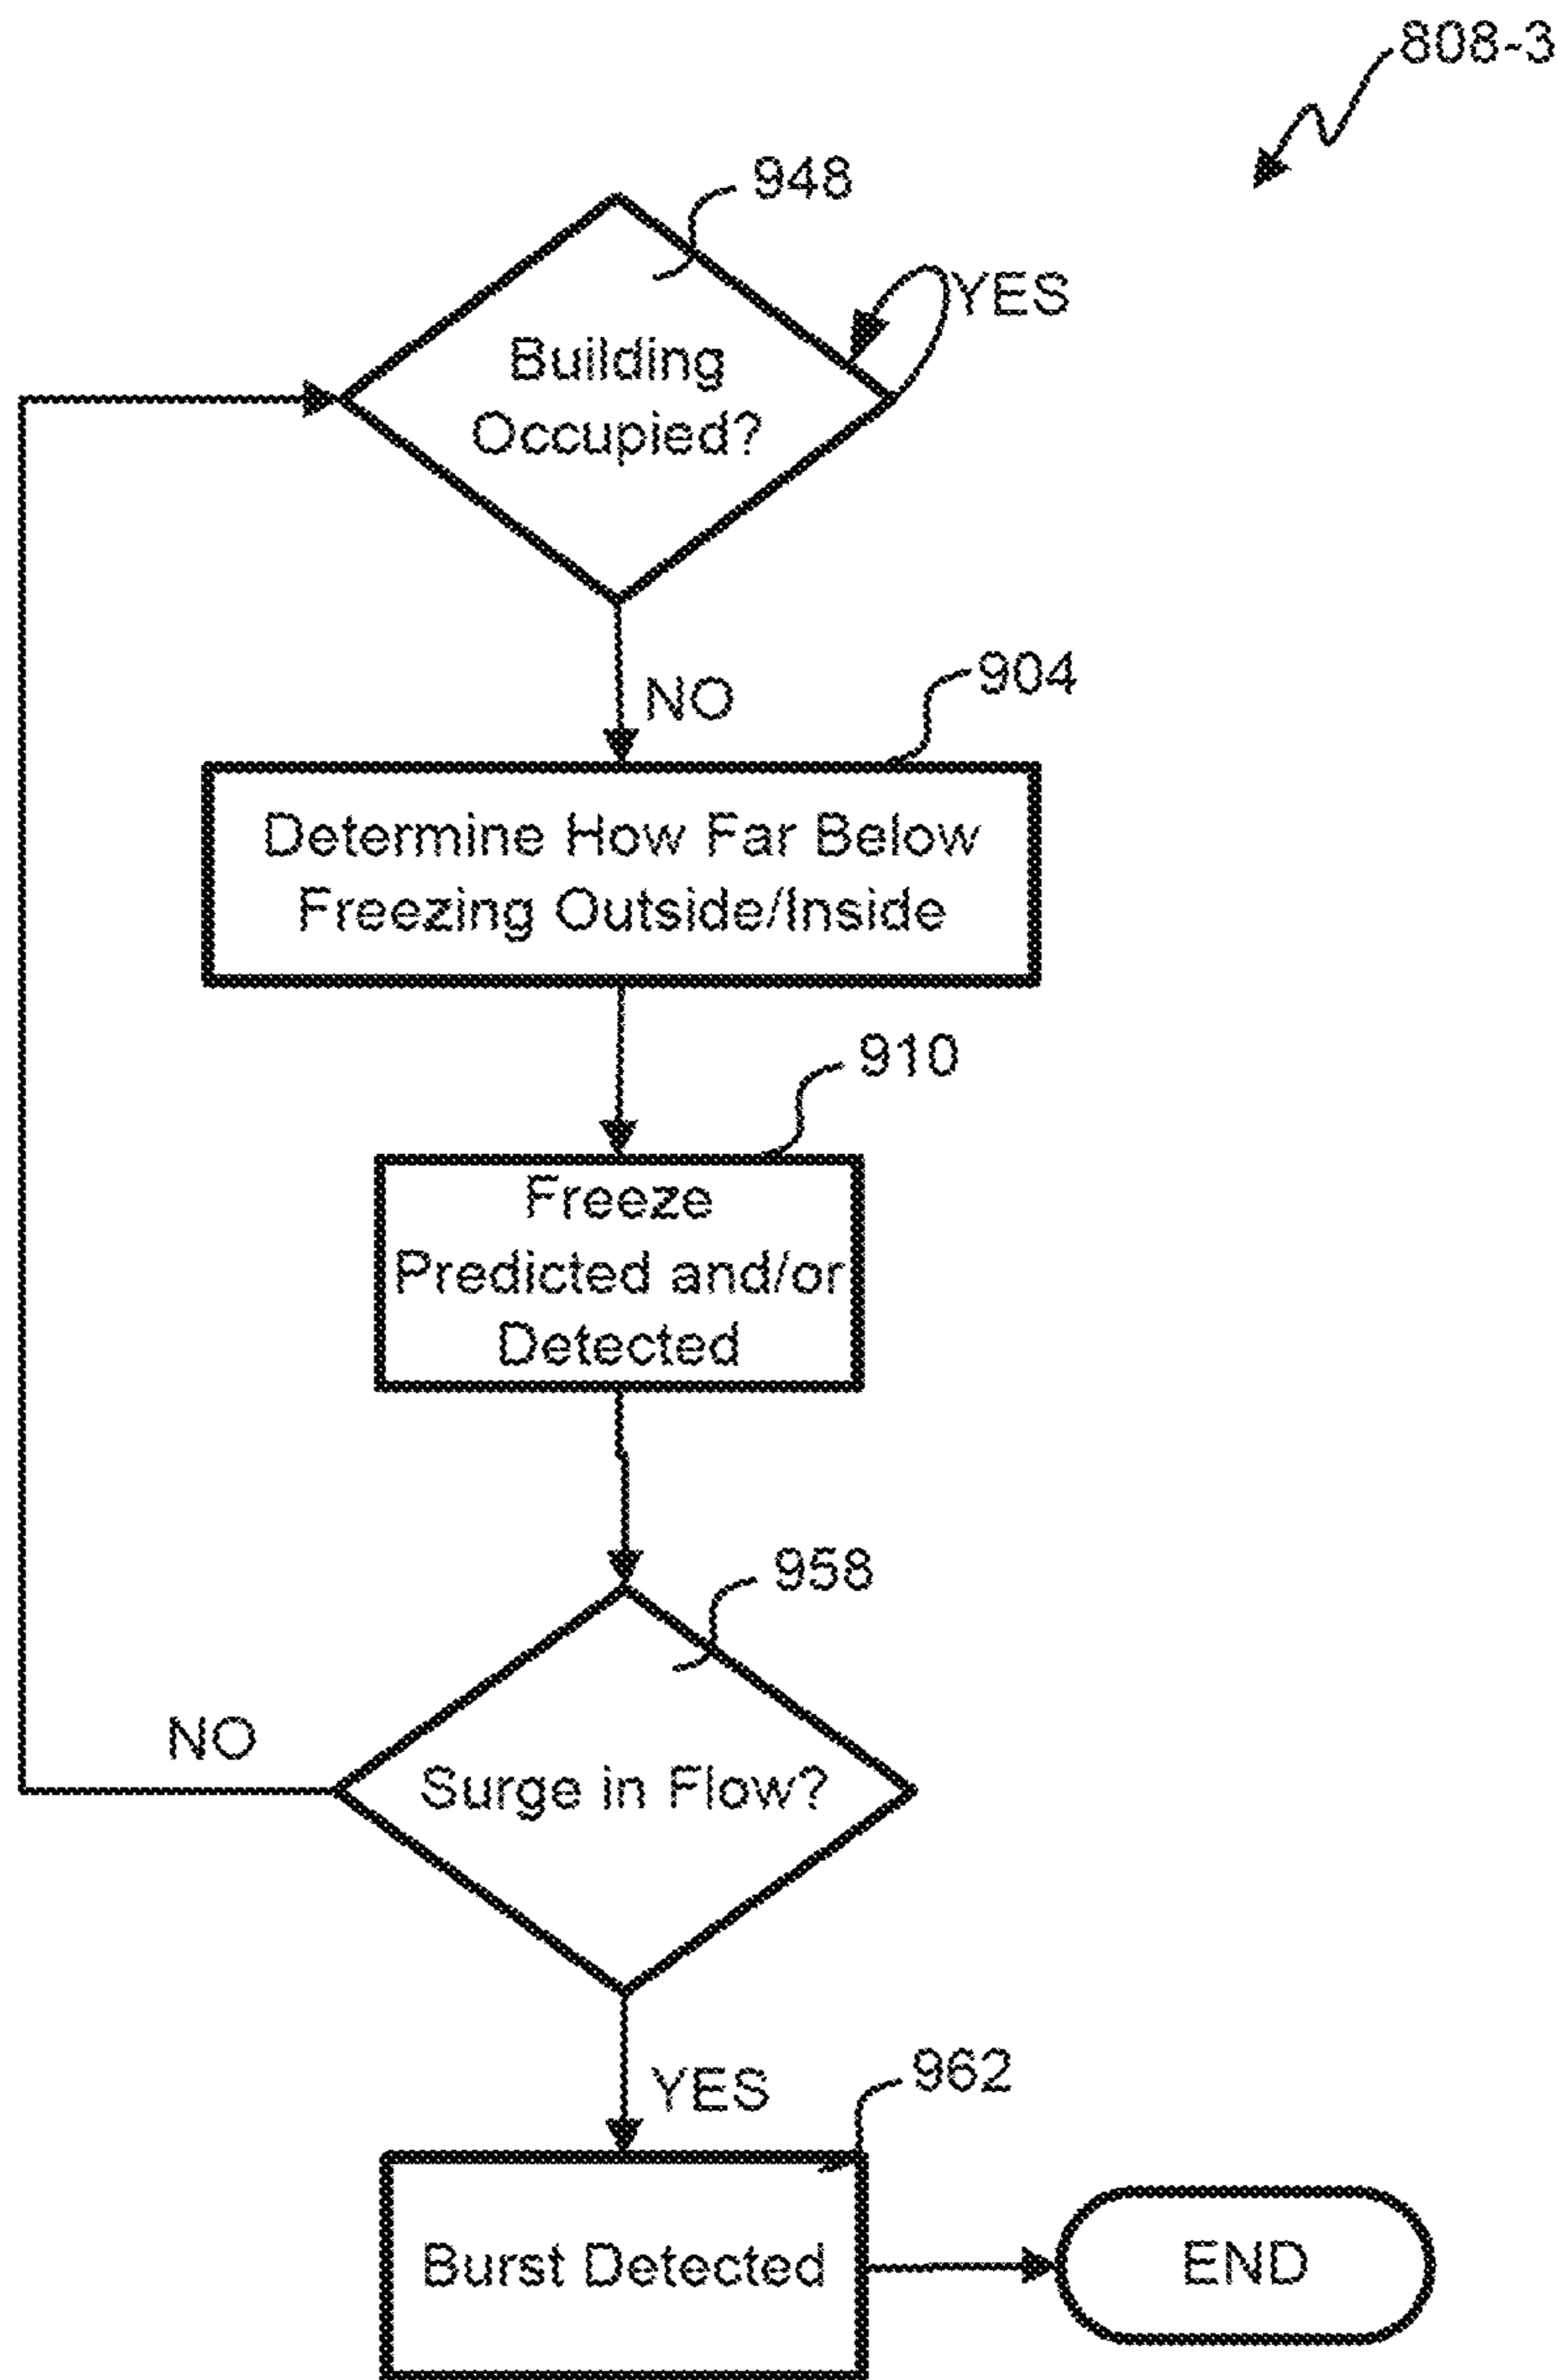 808-3
948
YES
Building
Occupied?
NO
904
Determine How Far Below
Freezing Outside/Inside
910
Freeze
Predicted and/or
Detected
958
NO
Surge in Flow?
YES
962
Burst Detected
END